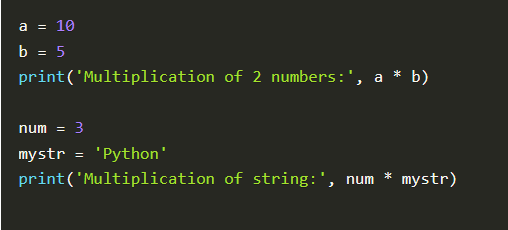 a = 10
b = 5
print('Multiplication of 2 numbers:', a * b)
num = 3
mystr = 'Python'
print('Multiplication of string:', num * mystr)